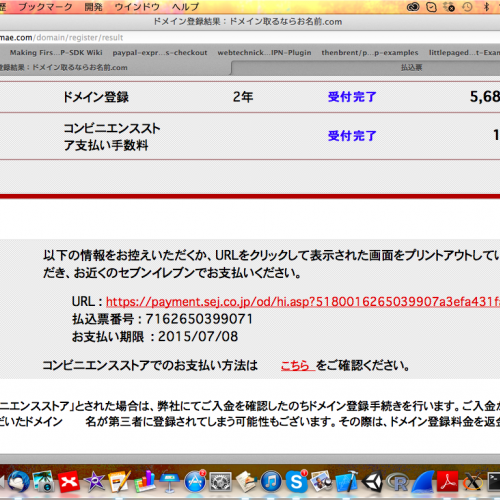 歴 ブックマーク 開発 ウインドウ ヘルプ
ドメイン登録結果：ドメイン取るならお名前.com
mae.com/domain/register/result
Making Firs…P-SDK Wiki paypal-expr…s-checkout webtechnick…IPN-Plugin thenbrent/p…p-examples littlepaged…t-Exam
登録結果：ドメイン取るならお名前.com 払込票
ドメイン登録 2年 受付完了 5,68
コンビニエンススト
ア支払い手数料 受付完了 1
以下の情報をお控えいただくか、URLをクリックして表示された画面をプリントアウトしてい
だき、お近くのセブンイレブンでお支払いください。
URL : https://payment.sej.co.jp/od/hi.asp?5180016265039907a3efa431f
払込票番号 : 7162650399071
お支払い期限 : 2015/07/08
コンビニエンスストアでのお支払い方法は こちら をご確認ください。
ニエンスストア」とされた場合は、弊社にてご入金を確認したのちドメイン登録手続きを行います。ご入金が
だいたドメイン 名が第三者に登録されてしまう可能性もございます。その際は、ドメイン登録料金を返金